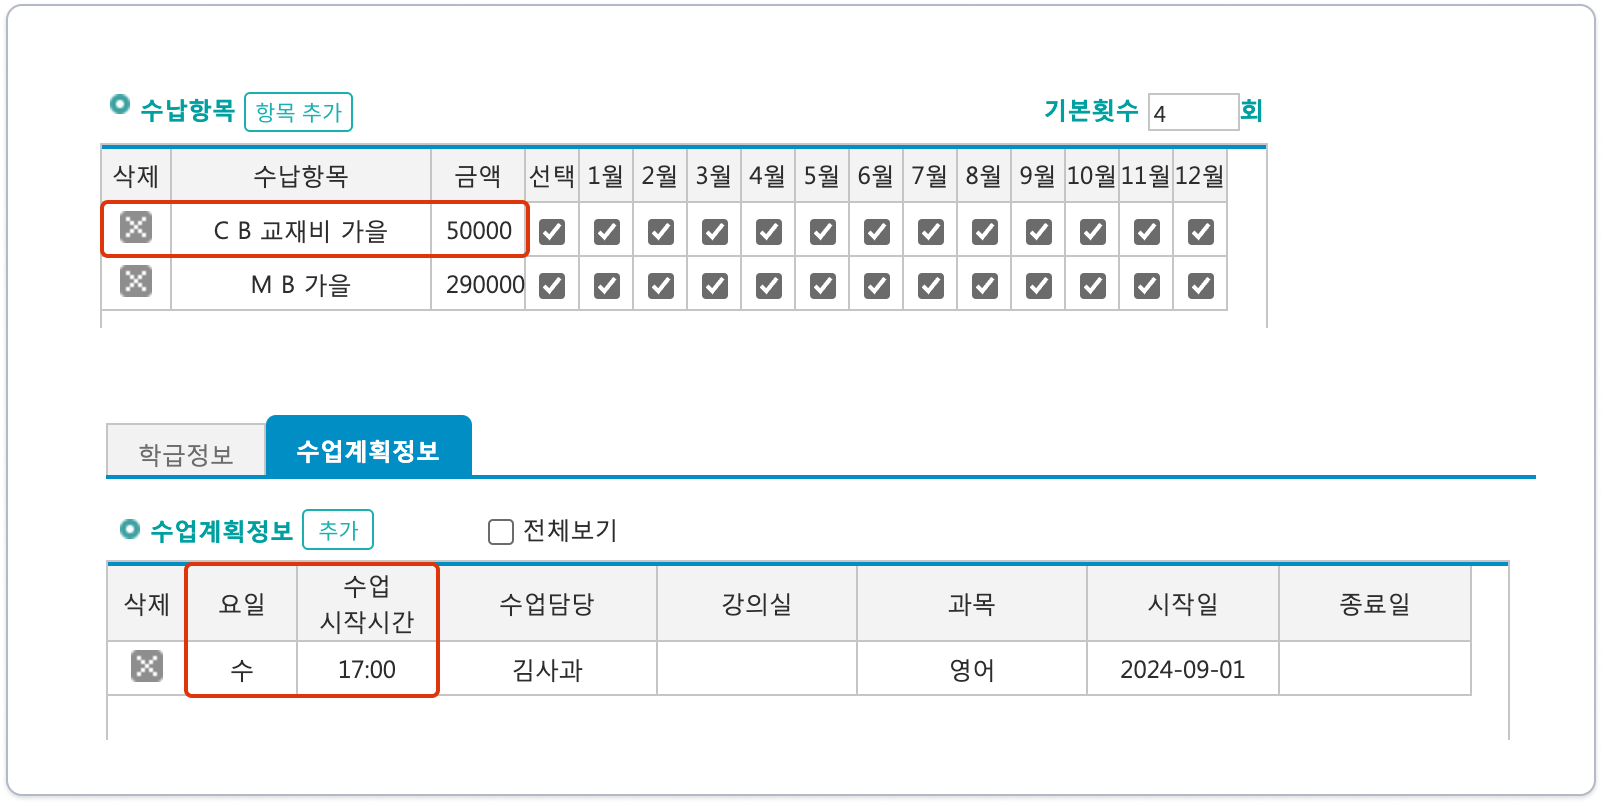 수납항목 항목 추가 기본횟수 4 회
삭제 수납항목 금액 선택 1월 2월 3월 4월 5월 6월 7월 8월 9월 10월 11월 12월
C B 교재비 가을 50000
M B 가을 290000
학급정보 수업계획정보
수업계획정보 추가 전체보기
삭제 요일 수업 시작시간 수업담당 강의실 과목 시작일 종료일
수 17:00 김사과 영어 2024-09-01